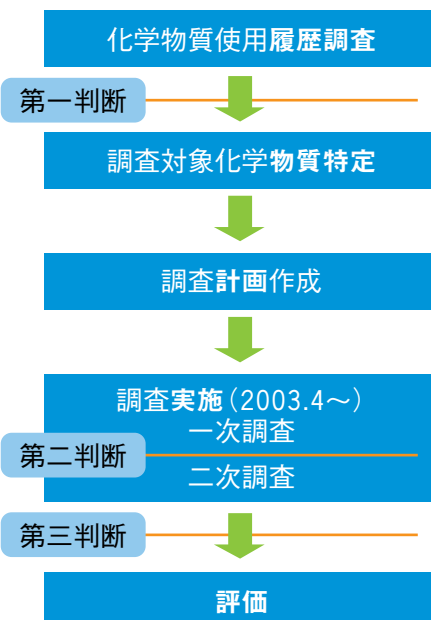 化学物質使用履歴調査
第一判断
調査対象化学物質特定
調査計画作成
調査実施（2003.4～）
一次調査
第二判断
二次調査
第三判断
評価